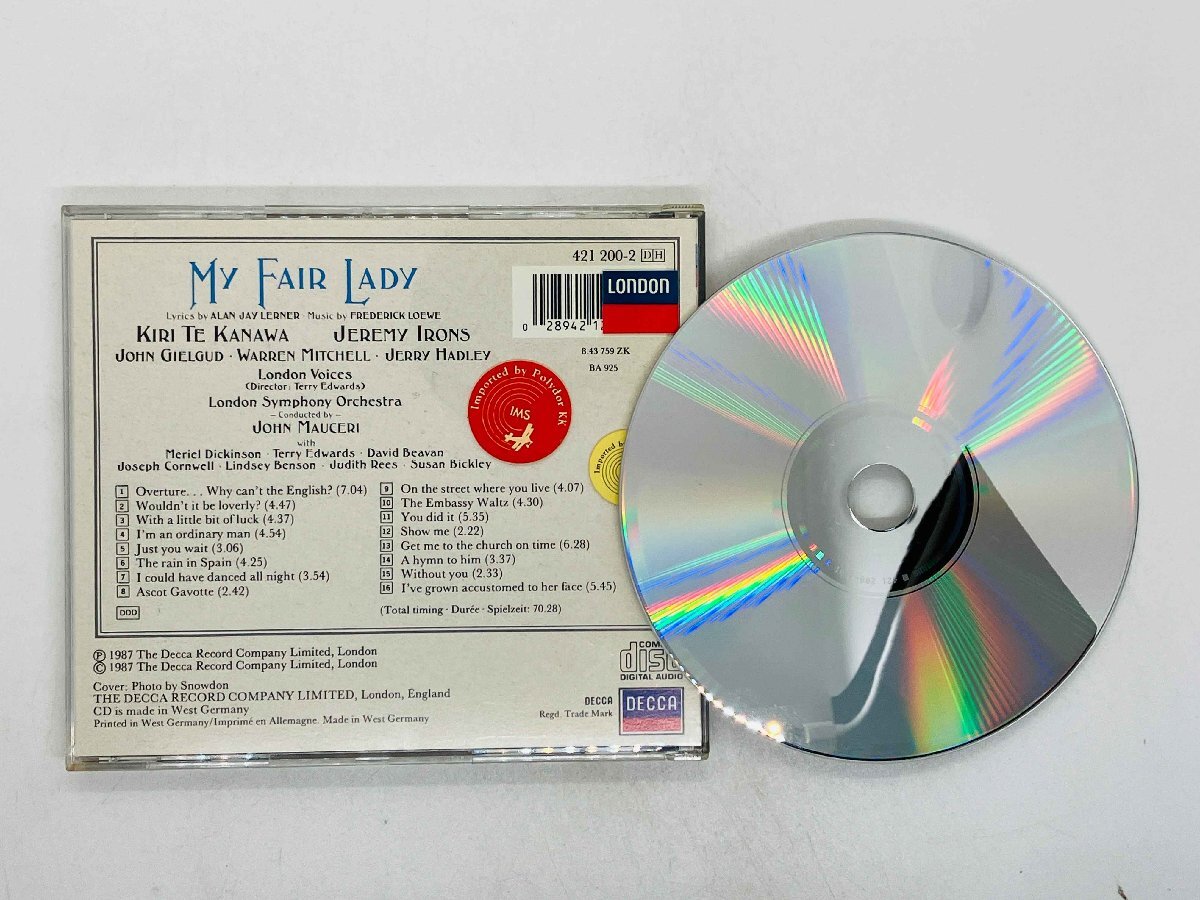 421 200-2 DH
MY FAIR LADY
LONDON
0 28942 12
Lyrics by ALAN JAY LERNER · Music by FREDERICK LOEWE
KIRI TE KANAWA JEREMY IRONS
JOHN GIELGUD · WARREN MITCHELL · JERRY HADLEY
8.43 759 ZK
BA 925
London Voices
(Director: Terry Edwards)
London Symphony Orchestra
– Conducted by –
JOHN MAUCERI
with
Meriel Dickinson · Terry Edwards · David Beavan
Joseph Cornwell · Lindsey Benson · Judith Rees · Susan Bickley
Imported by Polydor KK
IMS
Imported by
1 Overture. . . Why can't the English? (7.04)
2 Wouldn't it be loverly? (4.47)
3 With a little bit of luck (4.37)
4 I'm an ordinary man (4.54)
5 Just you wait (3.06)
6 The rain in Spain (4.25)
7 I could have danced all night (3.54)
8 Ascot Gavotte (2.42)
9 On the street where you live (4.07)
10 The Embassy Waltz (4.30)
11 You did it (5.35)
12 Show me (2.22)
13 Get me to the church on time (6.28)
14 A hymn to him (3.37)
15 Without you (2.33)
16 I've grown accustomed to her face (5.45)
DDD
(Total timing · Durée · Spielzeit: 70.28)
Ⓟ 1987 The Decca Record Company Limited, London
© 1987 The Decca Record Company Limited, London
Cover: Photo by Snowdon
THE DECCA RECORD COMPANY LIMITED, London, England
CD is made in West Germany
Printed in West Germany/Imprimé en Allemagne. Made in West Germany
COM
disc
DIGITAL AUDIO
DECCA
Regd. Trade Mark
DECCA